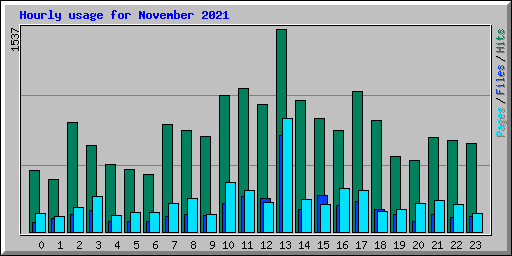 Hourly usage for November 2021
1537
Pages/Files/Hits
0 1 2 3 4 5 6 7 8 9 10 11 12 13 14 15 16 17 18 19 20 21 22 23